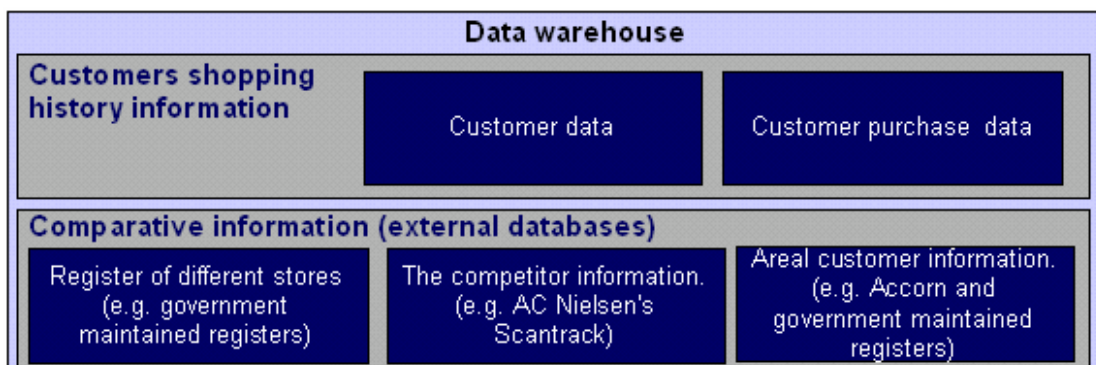 Data warehouse
Customers shopping
history information
Customer data
Customer purchase data
Comparative information (external databases)
Register of different stores
(e.g. government
maintained registers)
The competitor information.
(e.g. AC Nielsen's
Scantrack)
Areal customer information.
(e.g. Accorn and
government maintained
registers)